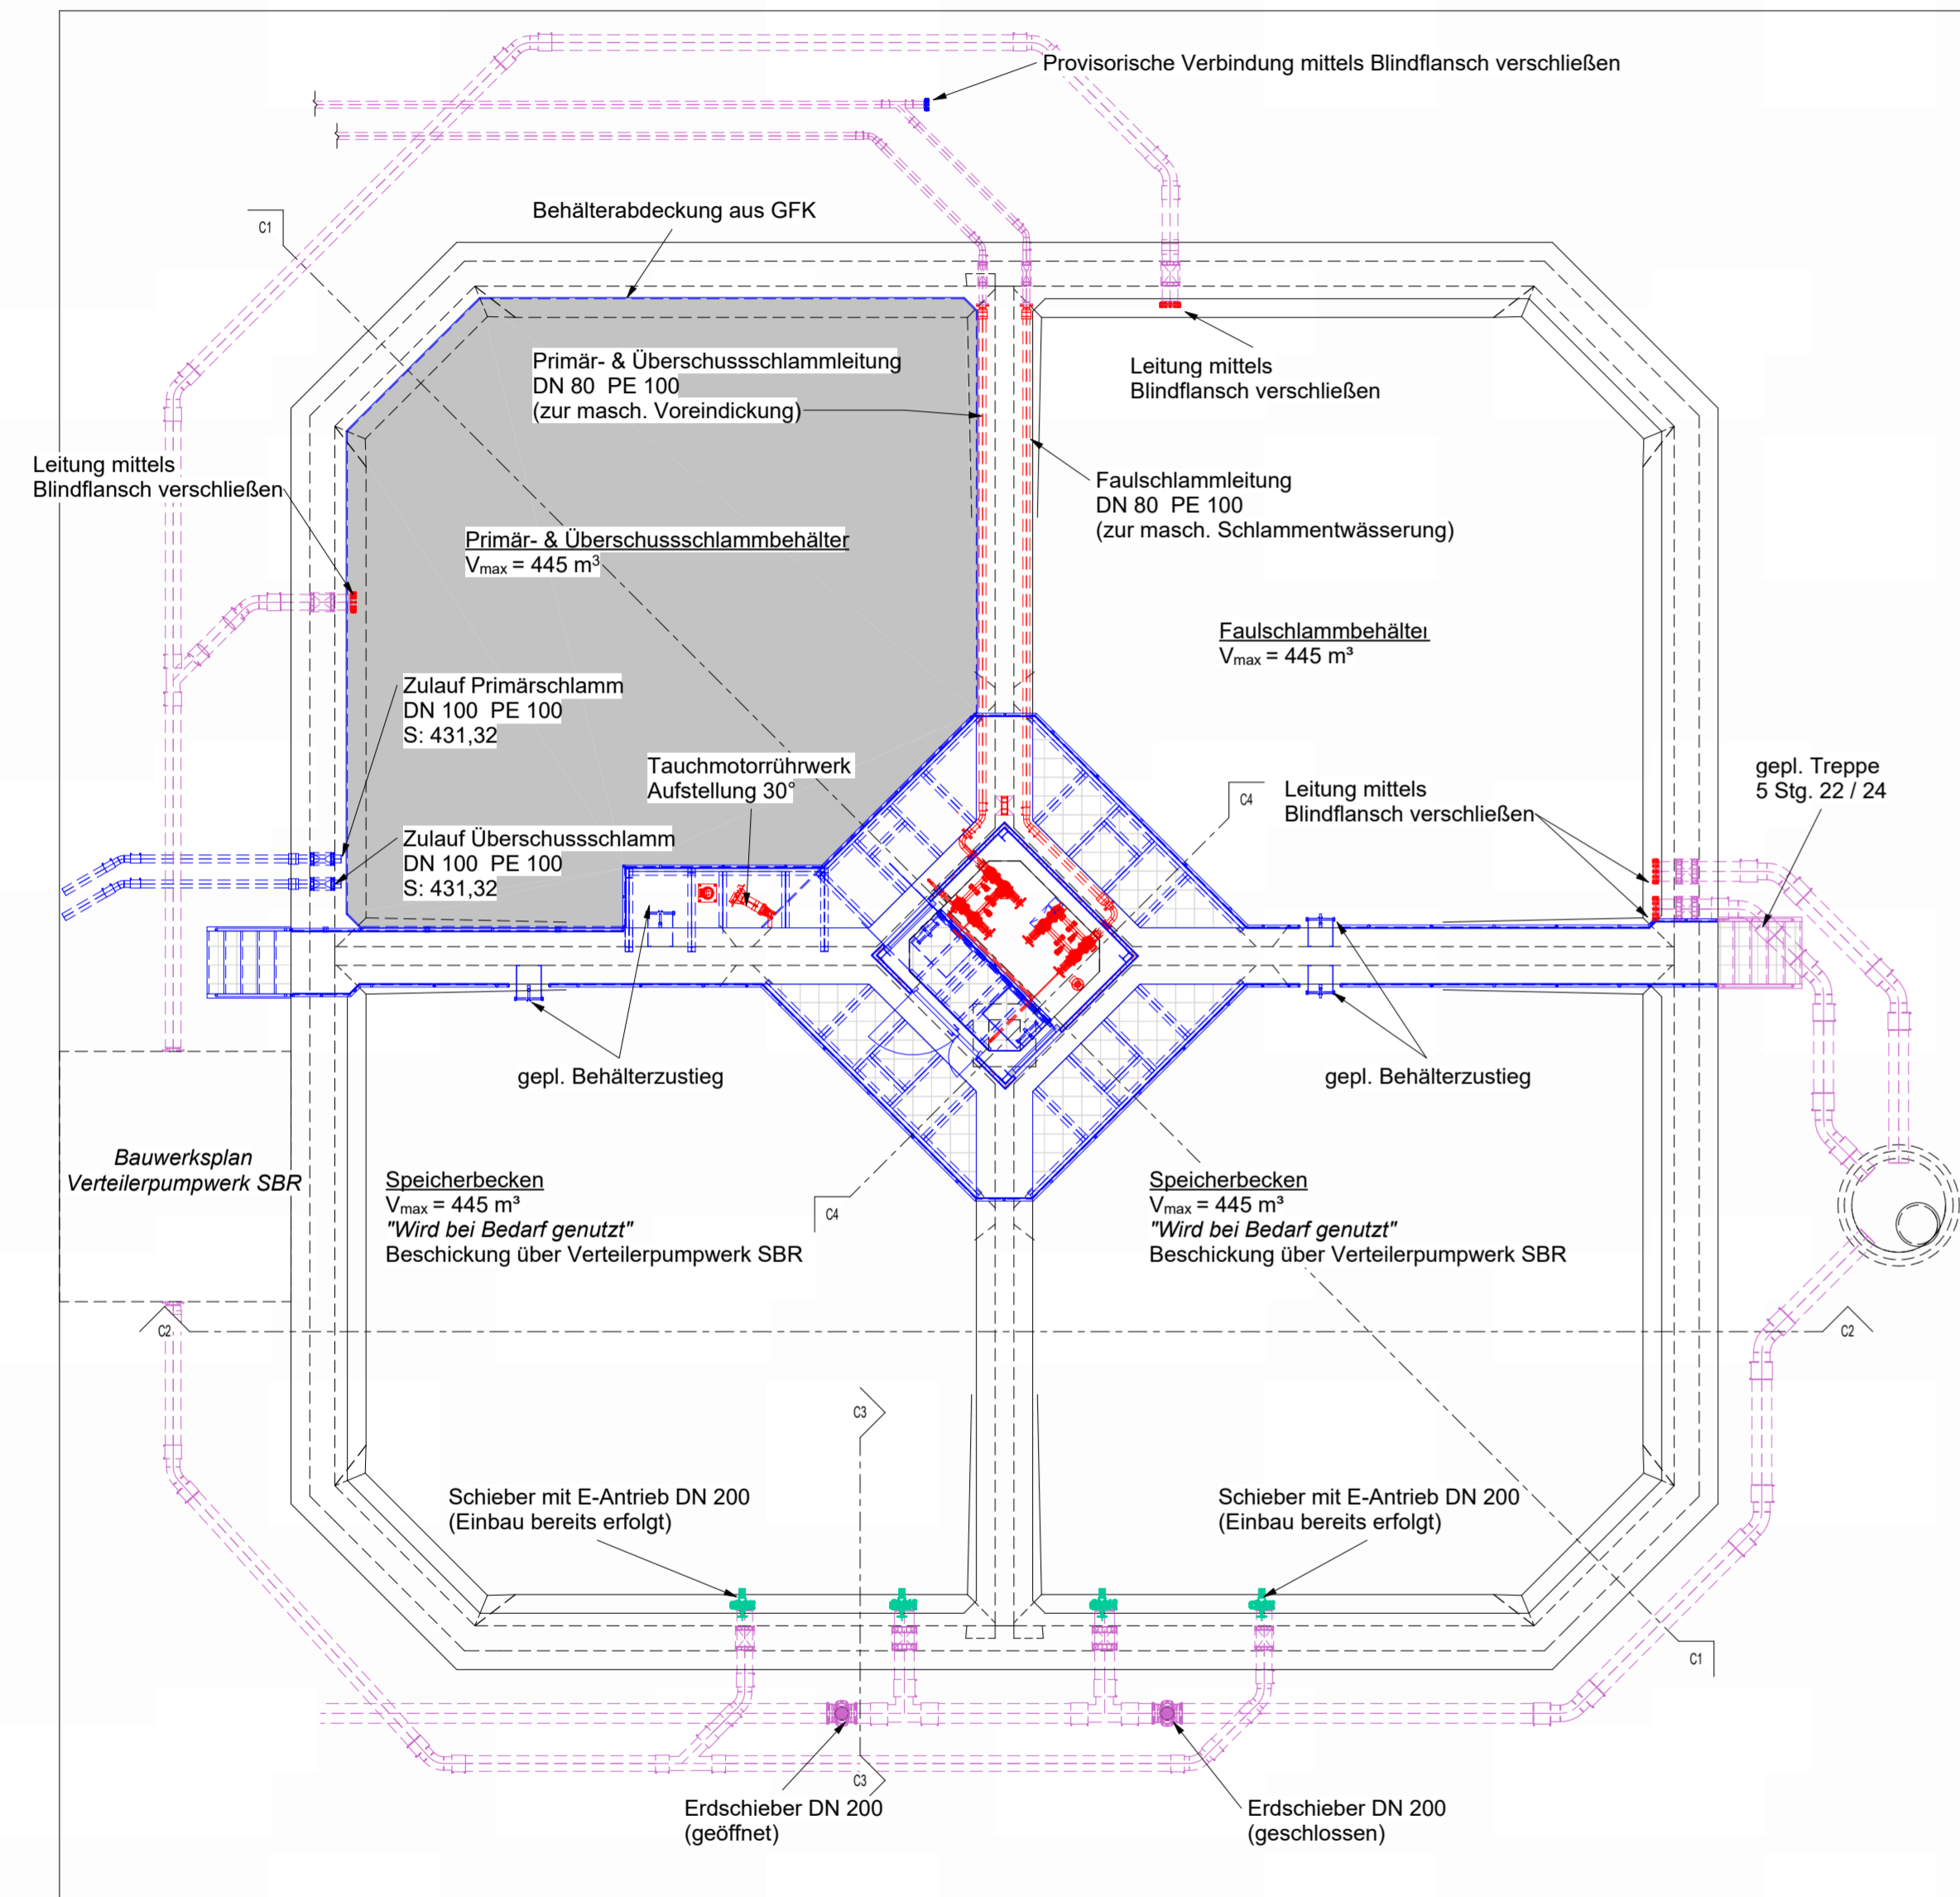 Provisorische Verbindung mittels Blindflansch verschließen
C1
Behälterabdeckung aus GFK
Primär- & Überschussschlammleitung
DN 80 PE 100
(zur masch. Voreindickung)
Leitung mittels
Blindflansch verschließen
Leitung mittels
Blindflansch verschließen
Faulschlammleitung
DN 80 PE 100
(zur masch. Schlammentwässerung)
Primär- & Überschussschlammbehälter
Vmax = 445 m³
Faulschlammbehälter
Vmax = 445 m³
Zulauf Primärschlamm
DN 100 PE 100
S: 431,32
Tauchmotorrührwerk
Aufstellung 30°
C4
Leitung mittels
Blindflansch verschließen
gepl. Treppe
5 Stg. 22 / 24
Zulauf Überschussschlamm
DN 100 PE 100
S: 431,32
gepl. Behälterzustieg
gepl. Behälterzustieg
Bauwerksplan
Verteilerpumpwerk SBR
Speicherbecken
Vmax = 445 m³
"Wird bei Bedarf genutzt"
Beschickung über Verteilerpumpwerk SBR
C4
Speicherbecken
Vmax = 445 m³
"Wird bei Bedarf genutzt"
Beschickung über Verteilerpumpwerk SBR
C2
C2
C3
Schieber mit E-Antrieb DN 200
(Einbau bereits erfolgt)
Schieber mit E-Antrieb DN 200
(Einbau bereits erfolgt)
C1
C3
Erdschieber DN 200
(geöffnet)
Erdschieber DN 200
(geschlossen)